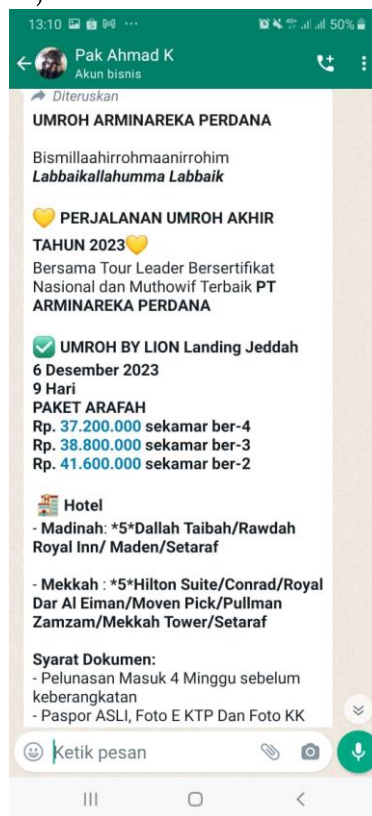 13:10
50%
Pak Ahmad K
Akun bisnis
Diteruskan
UMROH ARMINAREKA PERDANA
Bismillaahirrohmaanirrohim
Labbaikallahumma Labbaik
💛 PERJALANAN UMROH AKHIR
TAHUN 2023💛
Bersama Tour Leader Bersertifikat
Nasional dan Muthowif Terbaik PT
ARMINAREKA PERDANA
✅ UMROH BY LION Landing Jeddah
6 Desember 2023
9 Hari
PAKET ARAFAH
Rp. 37.200.000 sekamar ber-4
Rp. 38.800.000 sekamar ber-3
Rp. 41.600.000 sekamar ber-2
🏨 Hotel
- Madinah: *5*Dallah Taibah/Rawdah
Royal Inn/ Maden/Setaraf
- Mekkah : *5*Hilton Suite/Conrad/Royal
Dar Al Eiman/Moven Pick/Pullman
Zamzam/Mekkah Tower/Setaraf
Syarat Dokumen:
- Pelunasan Masuk 4 Minggu sebelum
keberangkatan
- Paspor ASLI, Foto E KTP Dan Foto KK
Ketik pesan